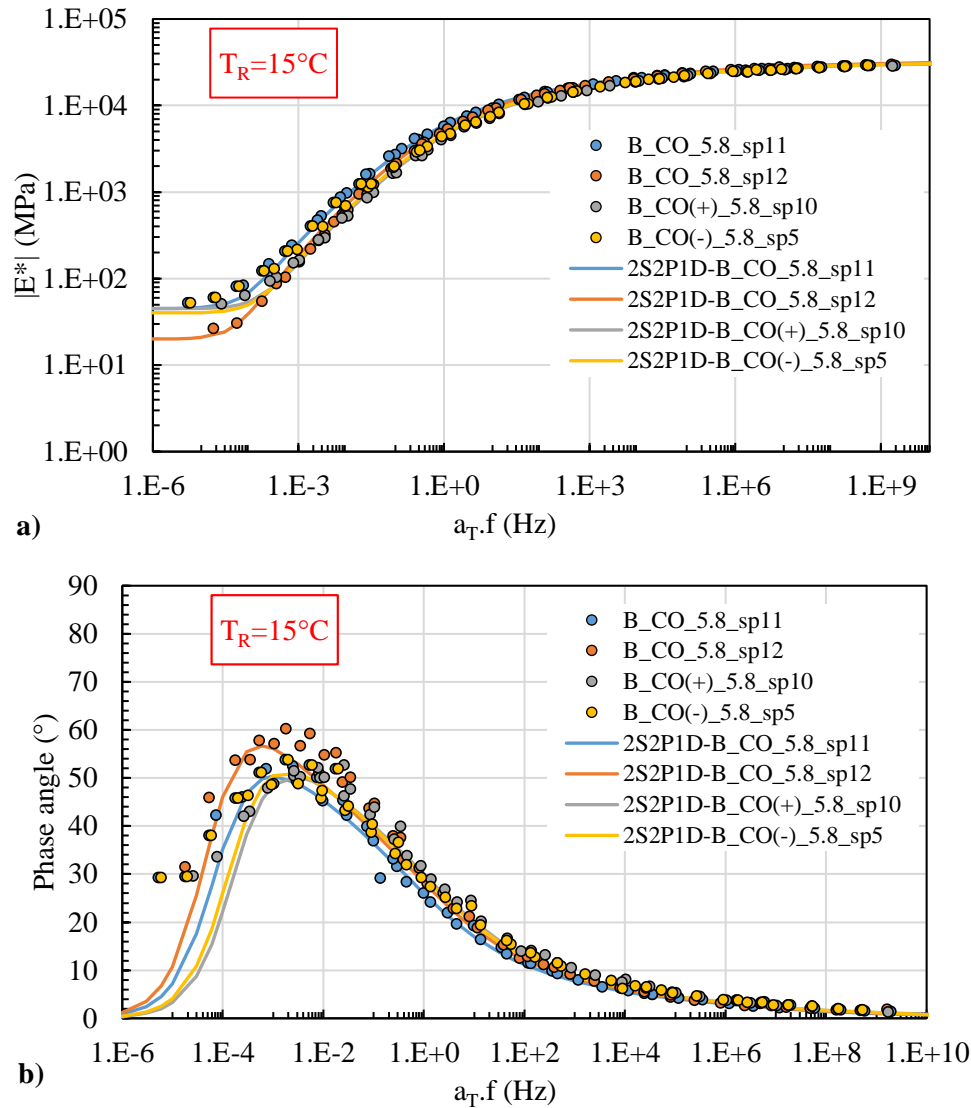 1.E+05
T_R=15°C
1.E+04
1.E+03
1.E+02
1.E+01
1.E+00
|E*| (MPa)
B_CO_5.8_sp11
B_CO_5.8_sp12
B_CO(+)_5.8_sp10
B_CO(-)_5.8_sp5
2S2P1D-B_CO_5.8_sp11
2S2P1D-B_CO_5.8_sp12
2S2P1D-B_CO(+)_5.8_sp10
2S2P1D-B_CO(-)_5.8_sp5
1.E-6 1.E-3 1.E+0 1.E+3 1.E+6 1.E+9
a) a_T.f (Hz)
90
T_R=15°C
80
70
60
50
40
30
20
10
0
Phase angle (°)
B_CO_5.8_sp11
B_CO_5.8_sp12
B_CO(+)_5.8_sp10
B_CO(-)_5.8_sp5
2S2P1D-B_CO_5.8_sp11
2S2P1D-B_CO_5.8_sp12
2S2P1D-B_CO(+)_5.8_sp10
2S2P1D-B_CO(-)_5.8_sp5
1.E-6 1.E-4 1.E-2 1.E+0 1.E+2 1.E+4 1.E+6 1.E+8 1.E+10
b) a_T.f (Hz)